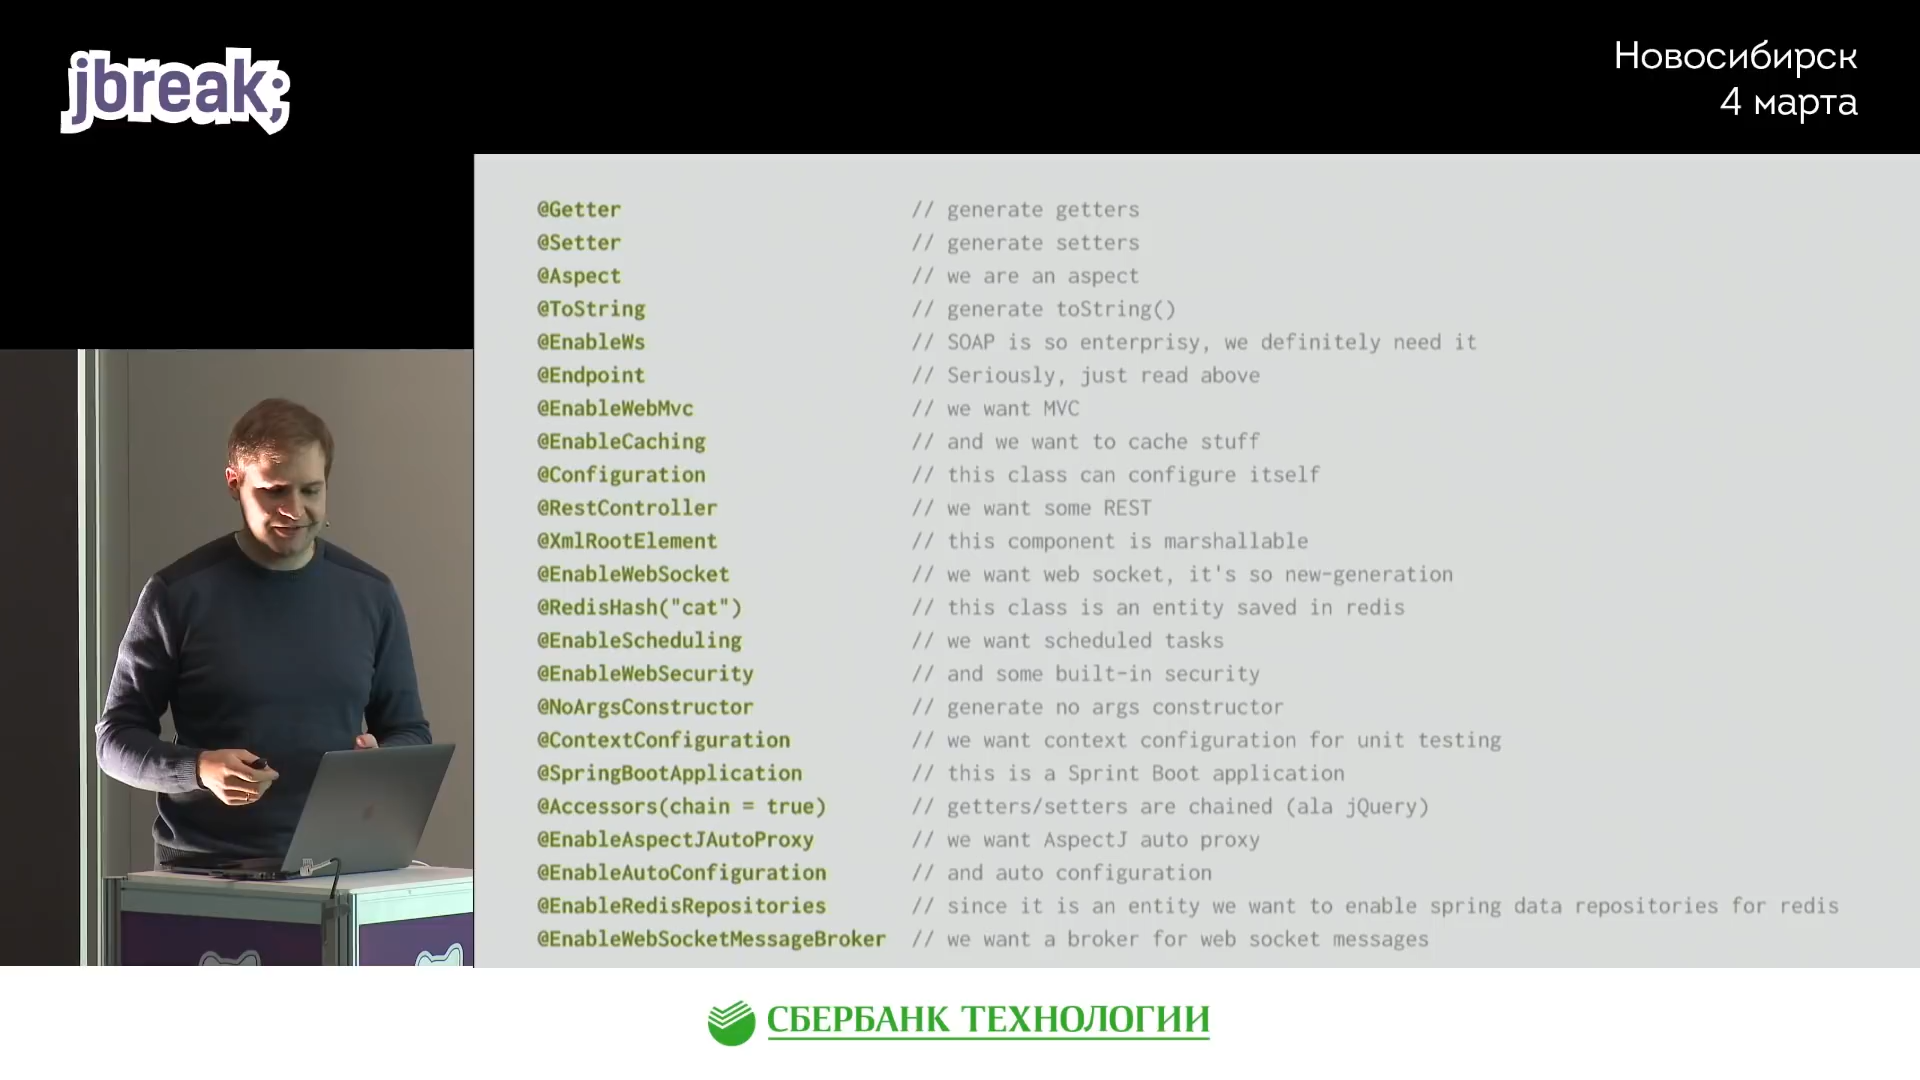 jbreak;
Новосибирск
4 марта
@Getter // generate getters
@Setter // generate setters
@Aspect // we are an aspect
@ToString // generate toString()
@EnableWs // SOAP is so enterprisy, we definitely need it
@Endpoint // Seriously, just read above
@EnableWebMvc // we want MVC
@EnableCaching // and we want to cache stuff
@Configuration // this class can configure itself
@RestController // we want some REST
@XmlRootElement // this component is marshallable
@EnableWebSocket // we want web socket, it's so new-generation
@RedisHash("cat") // this class is an entity saved in redis
@EnableScheduling // we want scheduled tasks
@EnableWebSecurity // and some built-in security
@NoArgsConstructor // generate no args constructor
@ContextConfiguration // we want context configuration for unit testing
@SpringBootApplication // this is a Sprint Boot application
@Accessors(chain = true) // getters/setters are chained (ala jQuery)
@EnableAspectJAutoProxy // we want AspectJ auto proxy
@EnableAutoConfiguration // and auto configuration
@EnableRedisRepositories // since it is an entity we want to enable spring data repositories for redis
@EnableWebSocketMessageBroker // we want a broker for web socket messages
СБЕРБАНК ТЕХНОЛОГИИ